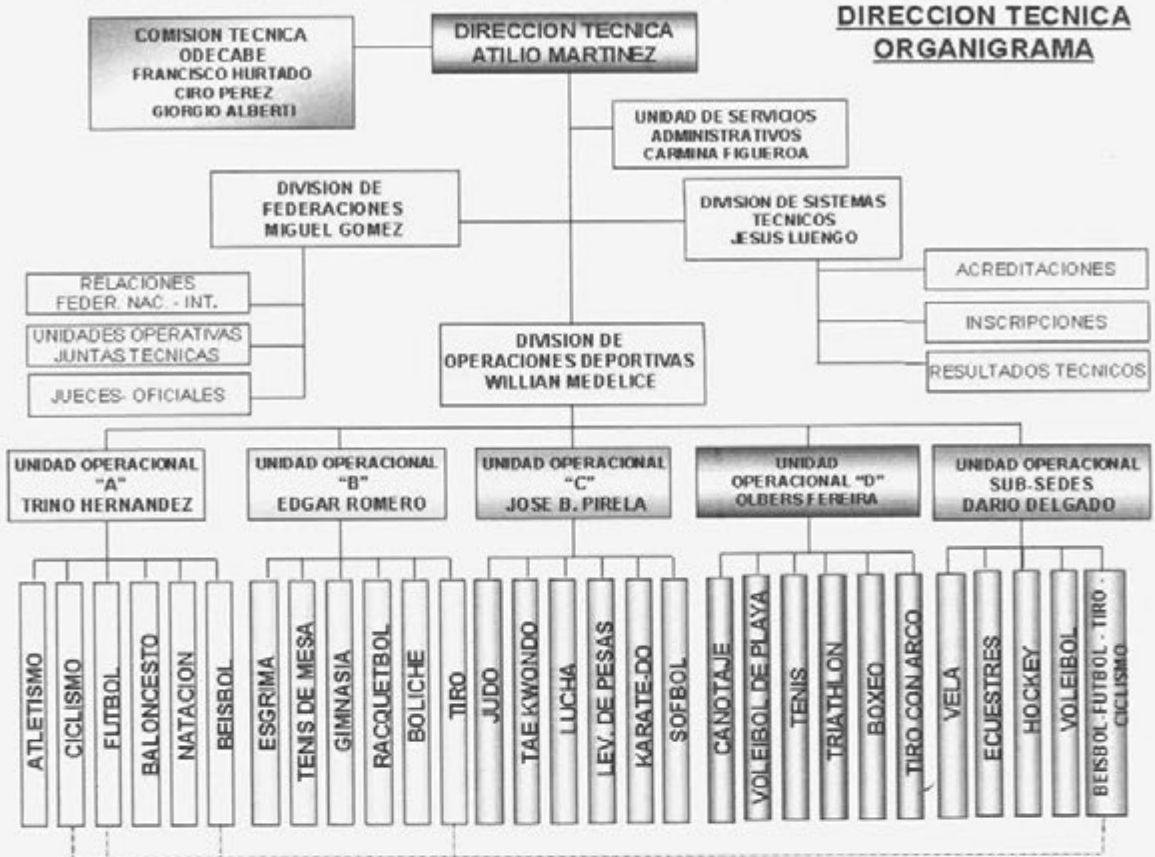 DIRECCION TECNICA
ORGANIGRAMA
COMISION TECNICA
ODECABE
FRANCISCO HURTADO
CIRO PEREZ
GIORGIO ALBERTI
DIRECCION TECNICA
ATILIO MARTINEZ
UNIDAD DE SERVICIOS
ADMINISTRATIVOS
CARMINA FIGUEROA
DIVISION DE
FEDERACIONES
MIGUEL GOMEZ
DIVISION DE SISTEMAS
TECNICOS
JESUS LUENGO
RELACIONES
FEDER. NAC. - INT.
UNIDADES OPERATIVAS
JUNTAS TECNICAS
JUECES- OFICIALES
ACREDITACIONES
INSCRIPCIONES
RESULTADOS TECNICOS
DIVISION DE
OPERACIONES DEPORTIVAS
WILLIAN MEDELICE
UNIDAD OPERACIONAL
"A"
TRINO HERNANDEZ
UNIDAD OPERACIONAL
"B"
EDGAR ROMERO
UNIDAD OPERACIONAL
"C"
JOSE B. PIRELA
UNIDAD
OPERACIONAL "D"
OLBERS FEREIRA
UNIDAD OPERACIONAL
SUB-SEDES
DARIO DELGADO
ATLETISMO
CICLISMO
FUTBOL
BALONCESTO
NATACION
BEISBOL
ESGRIMA
TENIS DE MESA
GIMNASIA
RACQUETBOL
BOLICHE
TIRO
JUDO
TAE KWONDO
LUCHA
LEV. DE PESAS
KARATE-DO
SOFBOL
CANOTAJE
VOLEIBOL DE PLAYA
TENIS
TRIATHLON
BOXEO
TIRO CON ARCO
VELA
ECUESTRES
HOCKEY
VOLEIBOL
BEISBOL-FUTBOL - TIRO -
CICLISMO